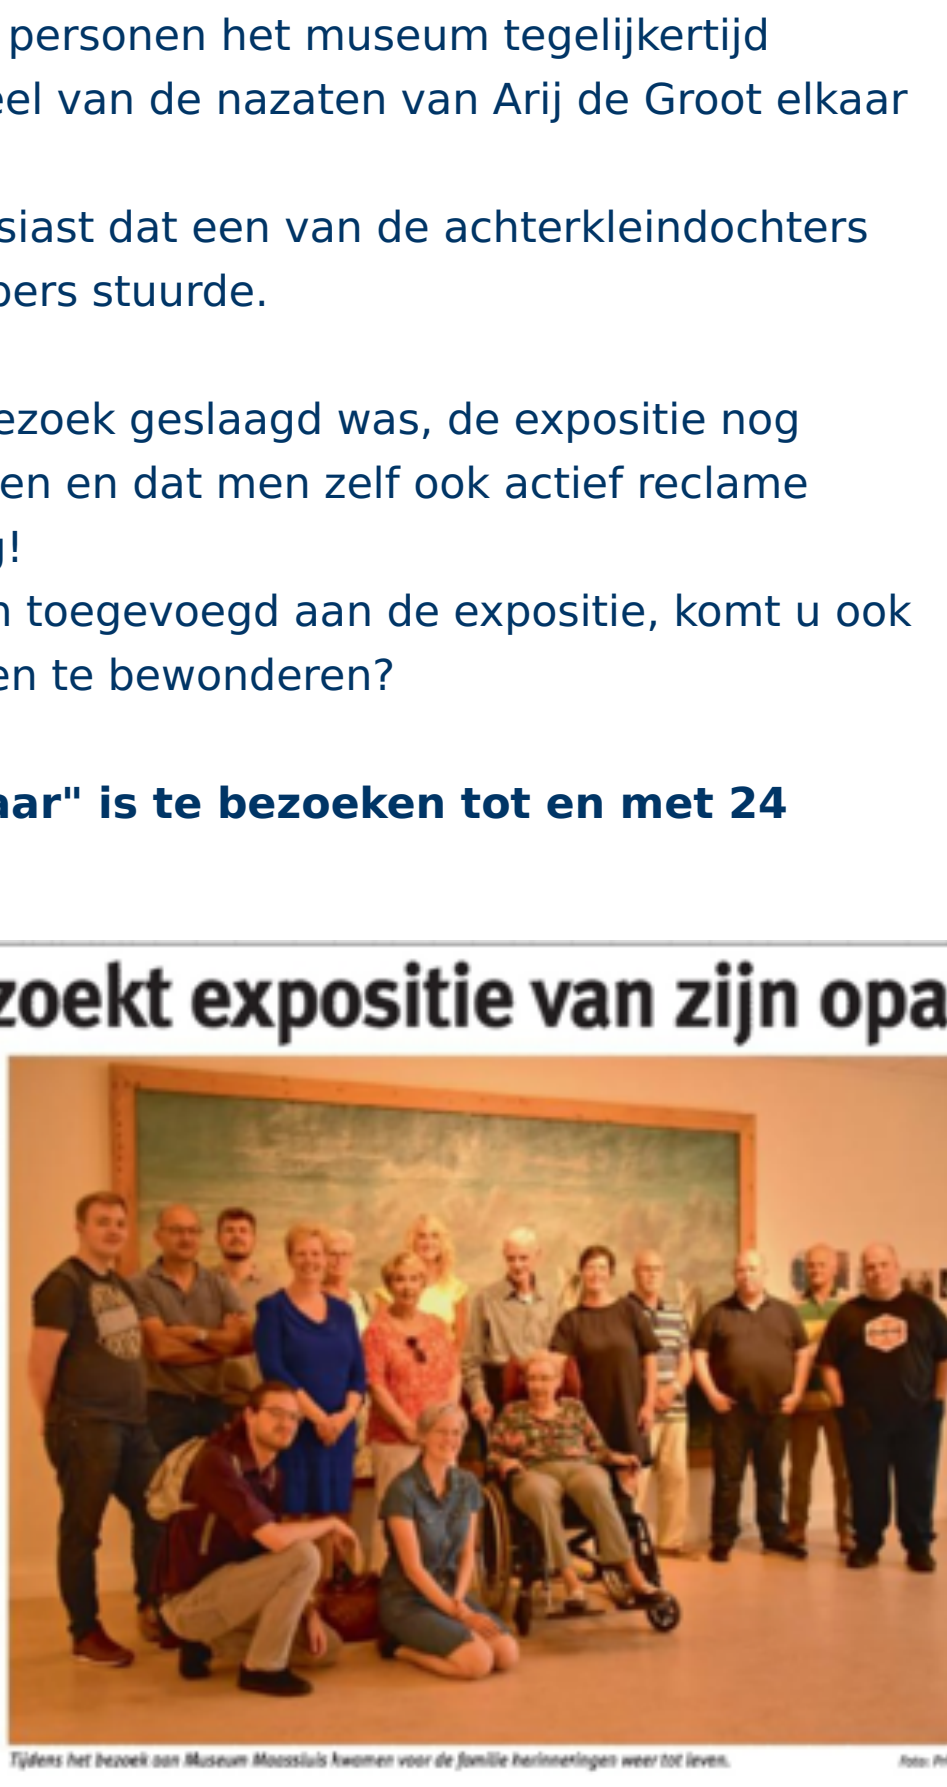 personen het museum tegelijkertijd
eel van de nazaten van Arij de Groot elkaar
siast dat een van de achterkleindochters
pers stuurde.
ezoek geslaagd was, de expositie nog
en en dat men zelf ook actief reclame
g!
n toegevoegd aan de expositie, komt u ook
en te bewonderen?
aar" is te bezoeken tot en met 24
zoekt expositie van zijn opa
Tijdens het bezoek aan Museum Maassluis kwamen voor de familie herinneringen weer tot leven.
Foto: